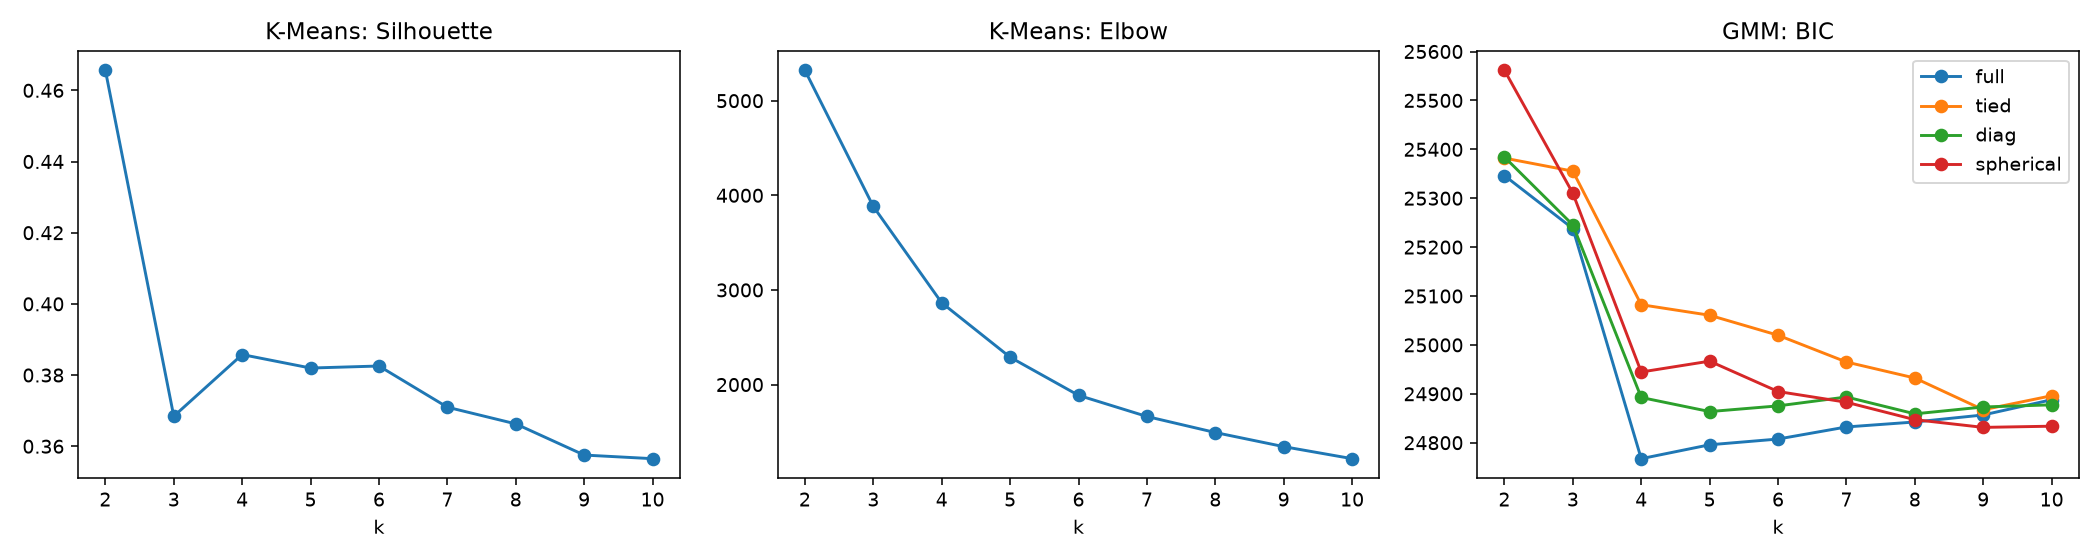 K-Means: Silhouette
0.46
0.44
0.42
0.40
0.38
0.36
2 3 4 5 6 7 8 9 10
k
K-Means: Elbow
5000
4000
3000
2000
2 3 4 5 6 7 8 9 10
k
GMM: BIC
25600
25500
25400
25300
25200
25100
25000
24900
24800
full
tied
diag
spherical
2 3 4 5 6 7 8 9 10
k